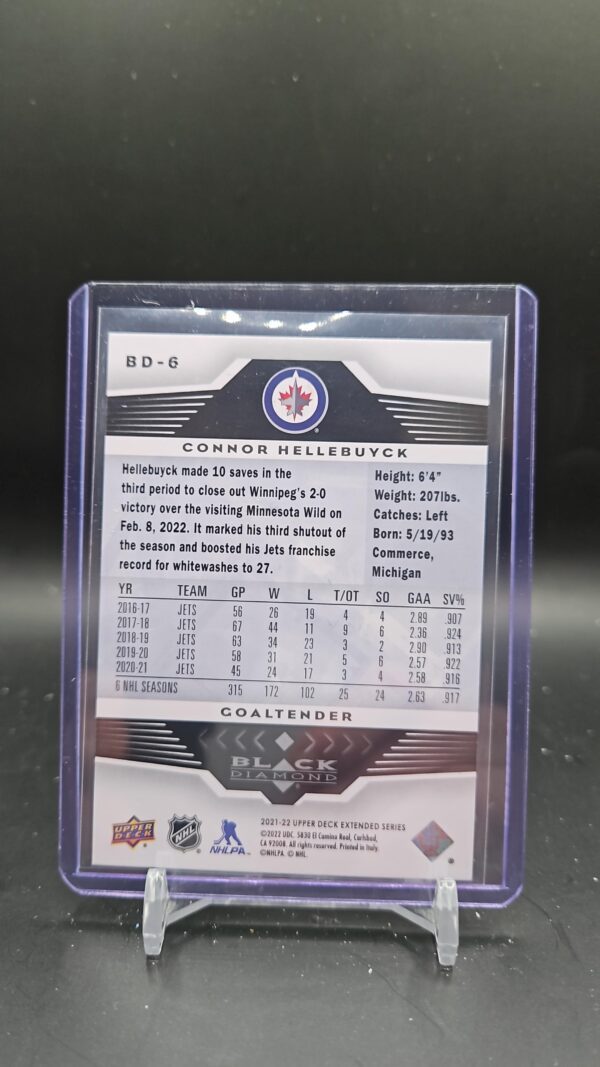 BD-6
CONNOR HELLEBUYCK
Hellebuyck made 10 saves in the
third period to close out Winnipeg's 2-0
victory over the visiting Minnesota Wild on
Feb. 8, 2022. It marked his third shutout of
the season and boosted his Jets franchise
record for whitewashes to 27.
Height: 6'4"
Weight: 207lbs.
Catches: Left
Born: 5/19/93
Commerce,
Michigan
YR TEAM GP W L T/OT SO GAA SV%
2016-17 JETS 56 26 19 4 4 2.89 .907
2017-18 JETS 67 44 11 9 6 2.36 .924
2018-19 JETS 63 34 23 3 2 2.90 .913
2019-20 JETS 58 31 21 5 6 2.57 .922
2020-21 JETS 45 24 17 3 4 2.58 .916
6 NHL SEASONS 315 172 102 25 24 2.63 .917
GOALTENDER
BLACK
DIAMOND
UPPER
DECK
NHL
NHLPA
2021-22 UPPER DECK EXTENDED SERIES
©2022 UDC. 5830 El Camino Real, Carlsbad,
CA 92008. All rights reserved. Printed in Italy.
©NHLPA. © NHL.